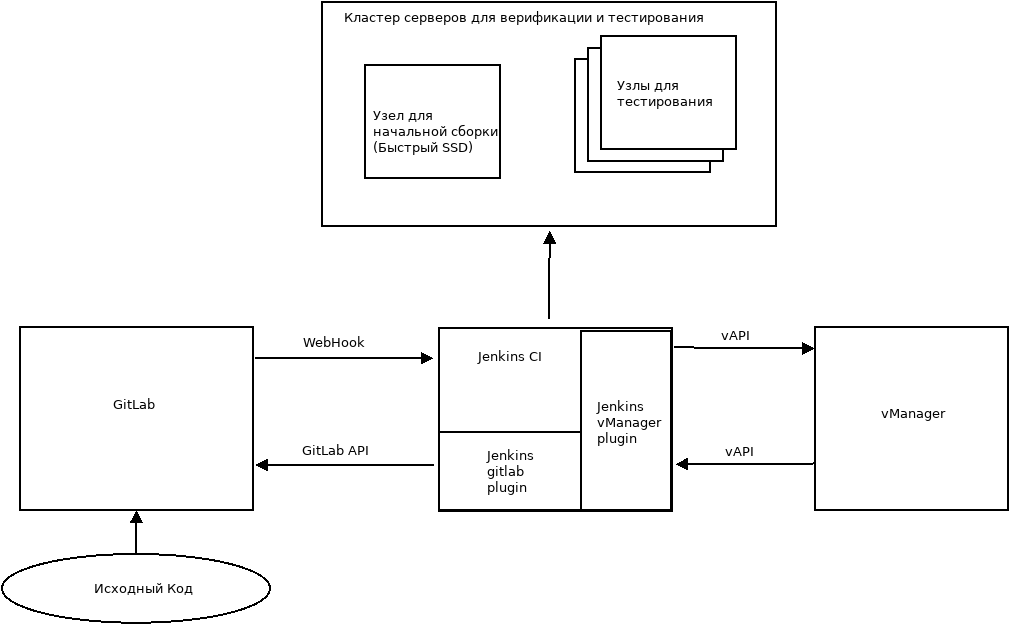 Кластер серверов для верификации и тестирования
Узел для
начальной сборки
(Быстрый SSD)
Узлы для
тестирования
WebHook
GitLab
GitLab API
Jenkins CI
Jenkins
gitlab
plugin
Jenkins
vManager
plugin
vAPI
vAPI
vManager
Исходный Код